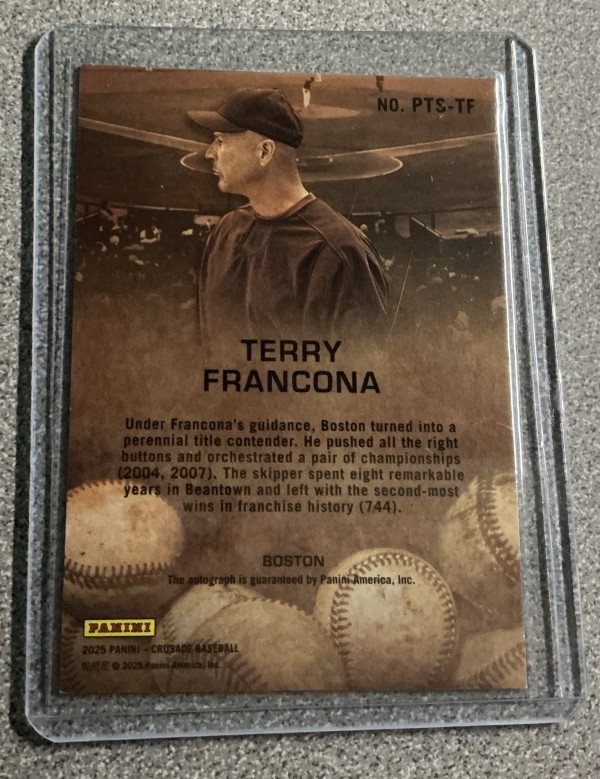 NO. PTS-TF
TERRY
FRANCONA
Under Francona's guidance, Boston turned into a
perennial title contender. He pushed all the right
buttons and orchestrated a pair of championships
(2004, 2007). The skipper spent eight remarkable
years in Beantown and left with the second-most
wins in franchise history (744).
BOSTON
The autograph is guaranteed by Panini America, Inc.
PANINI
2025 PANINI - CRUSADE BASEBALL
© 2025 Panini America, Inc.